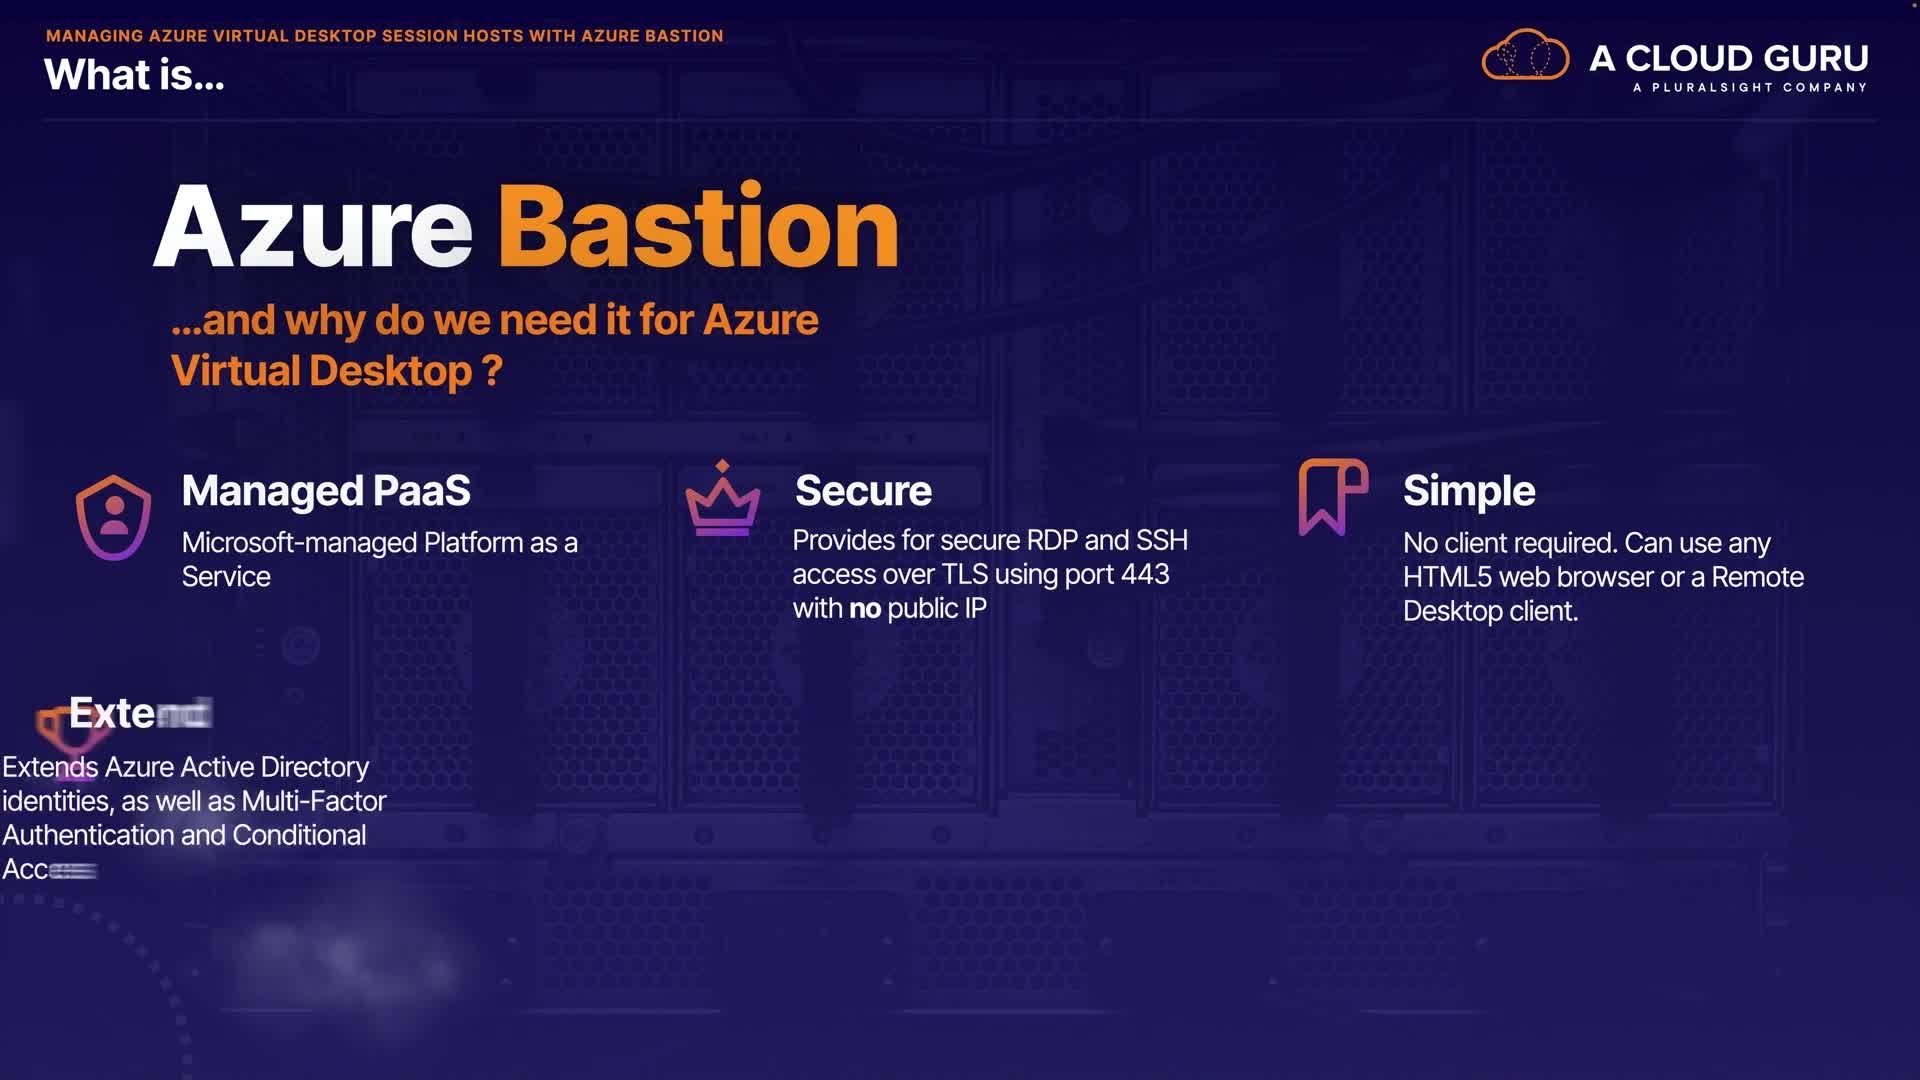 MANAGING AZURE VIRTUAL DESKTOP SESSION HOSTS WITH AZURE BASTION
What is...
A CLOUD GURU
A PLURALSIGHT COMPANY
Azure Bastion
...and why do we need it for Azure
Virtual Desktop ?
Managed PaaS
Microsoft-managed Platform as a
Service
Secure
Provides for secure RDP and SSH
access over TLS using port 443
with no public IP
Simple
No client required. Can use any
HTML5 web browser or a Remote
Desktop client.
Extend
Extends Azure Active Directory
identities, as well as Multi-Factor
Authentication and Conditional